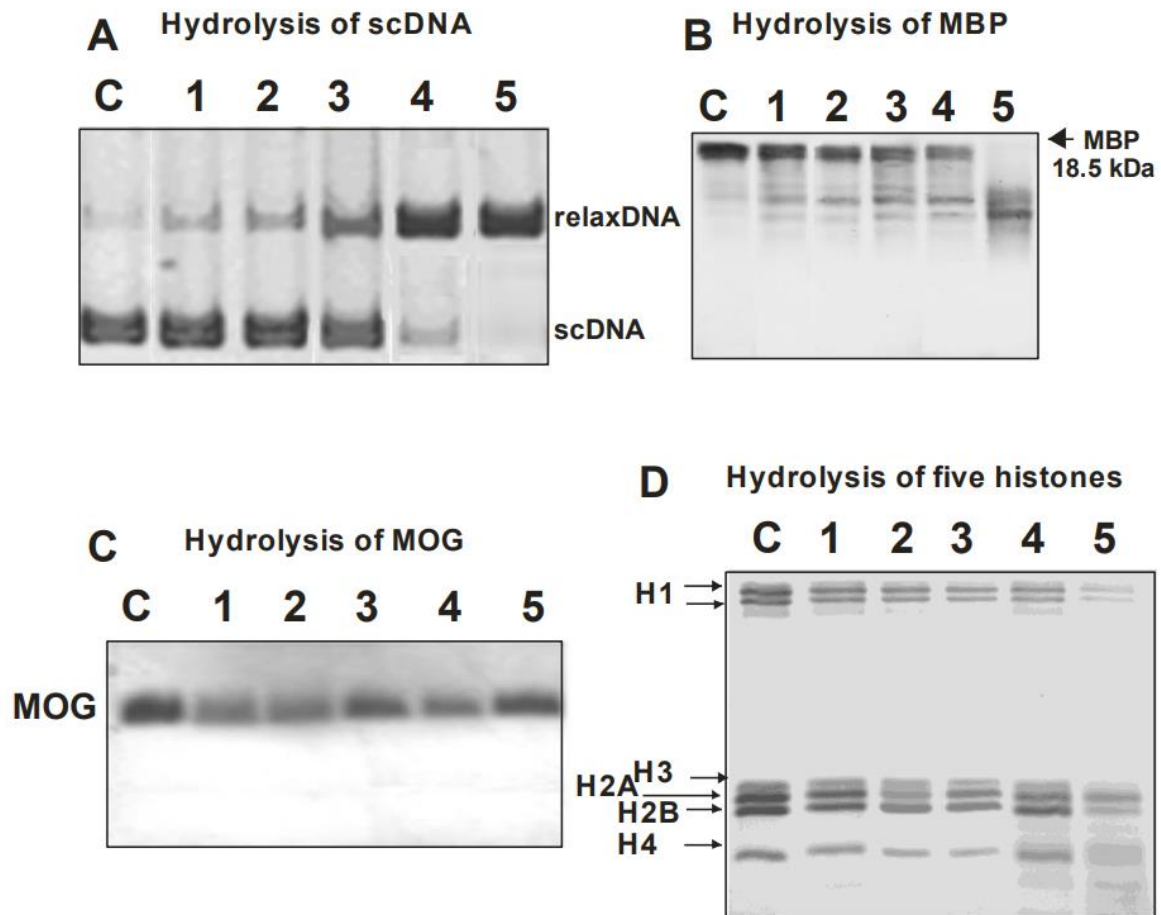 A Hydrolysis of scDNA
C 1 2 3 4 5
relaxDNA
scDNA
B Hydrolysis of MBP
C 1 2 3 4 5
MBP
18.5 kDa
C Hydrolysis of MOG
C 1 2 3 4 5
MOG
D Hydrolysis of five histones
C 1 2 3 4 5
H1
H3
H2A
H2B
H4